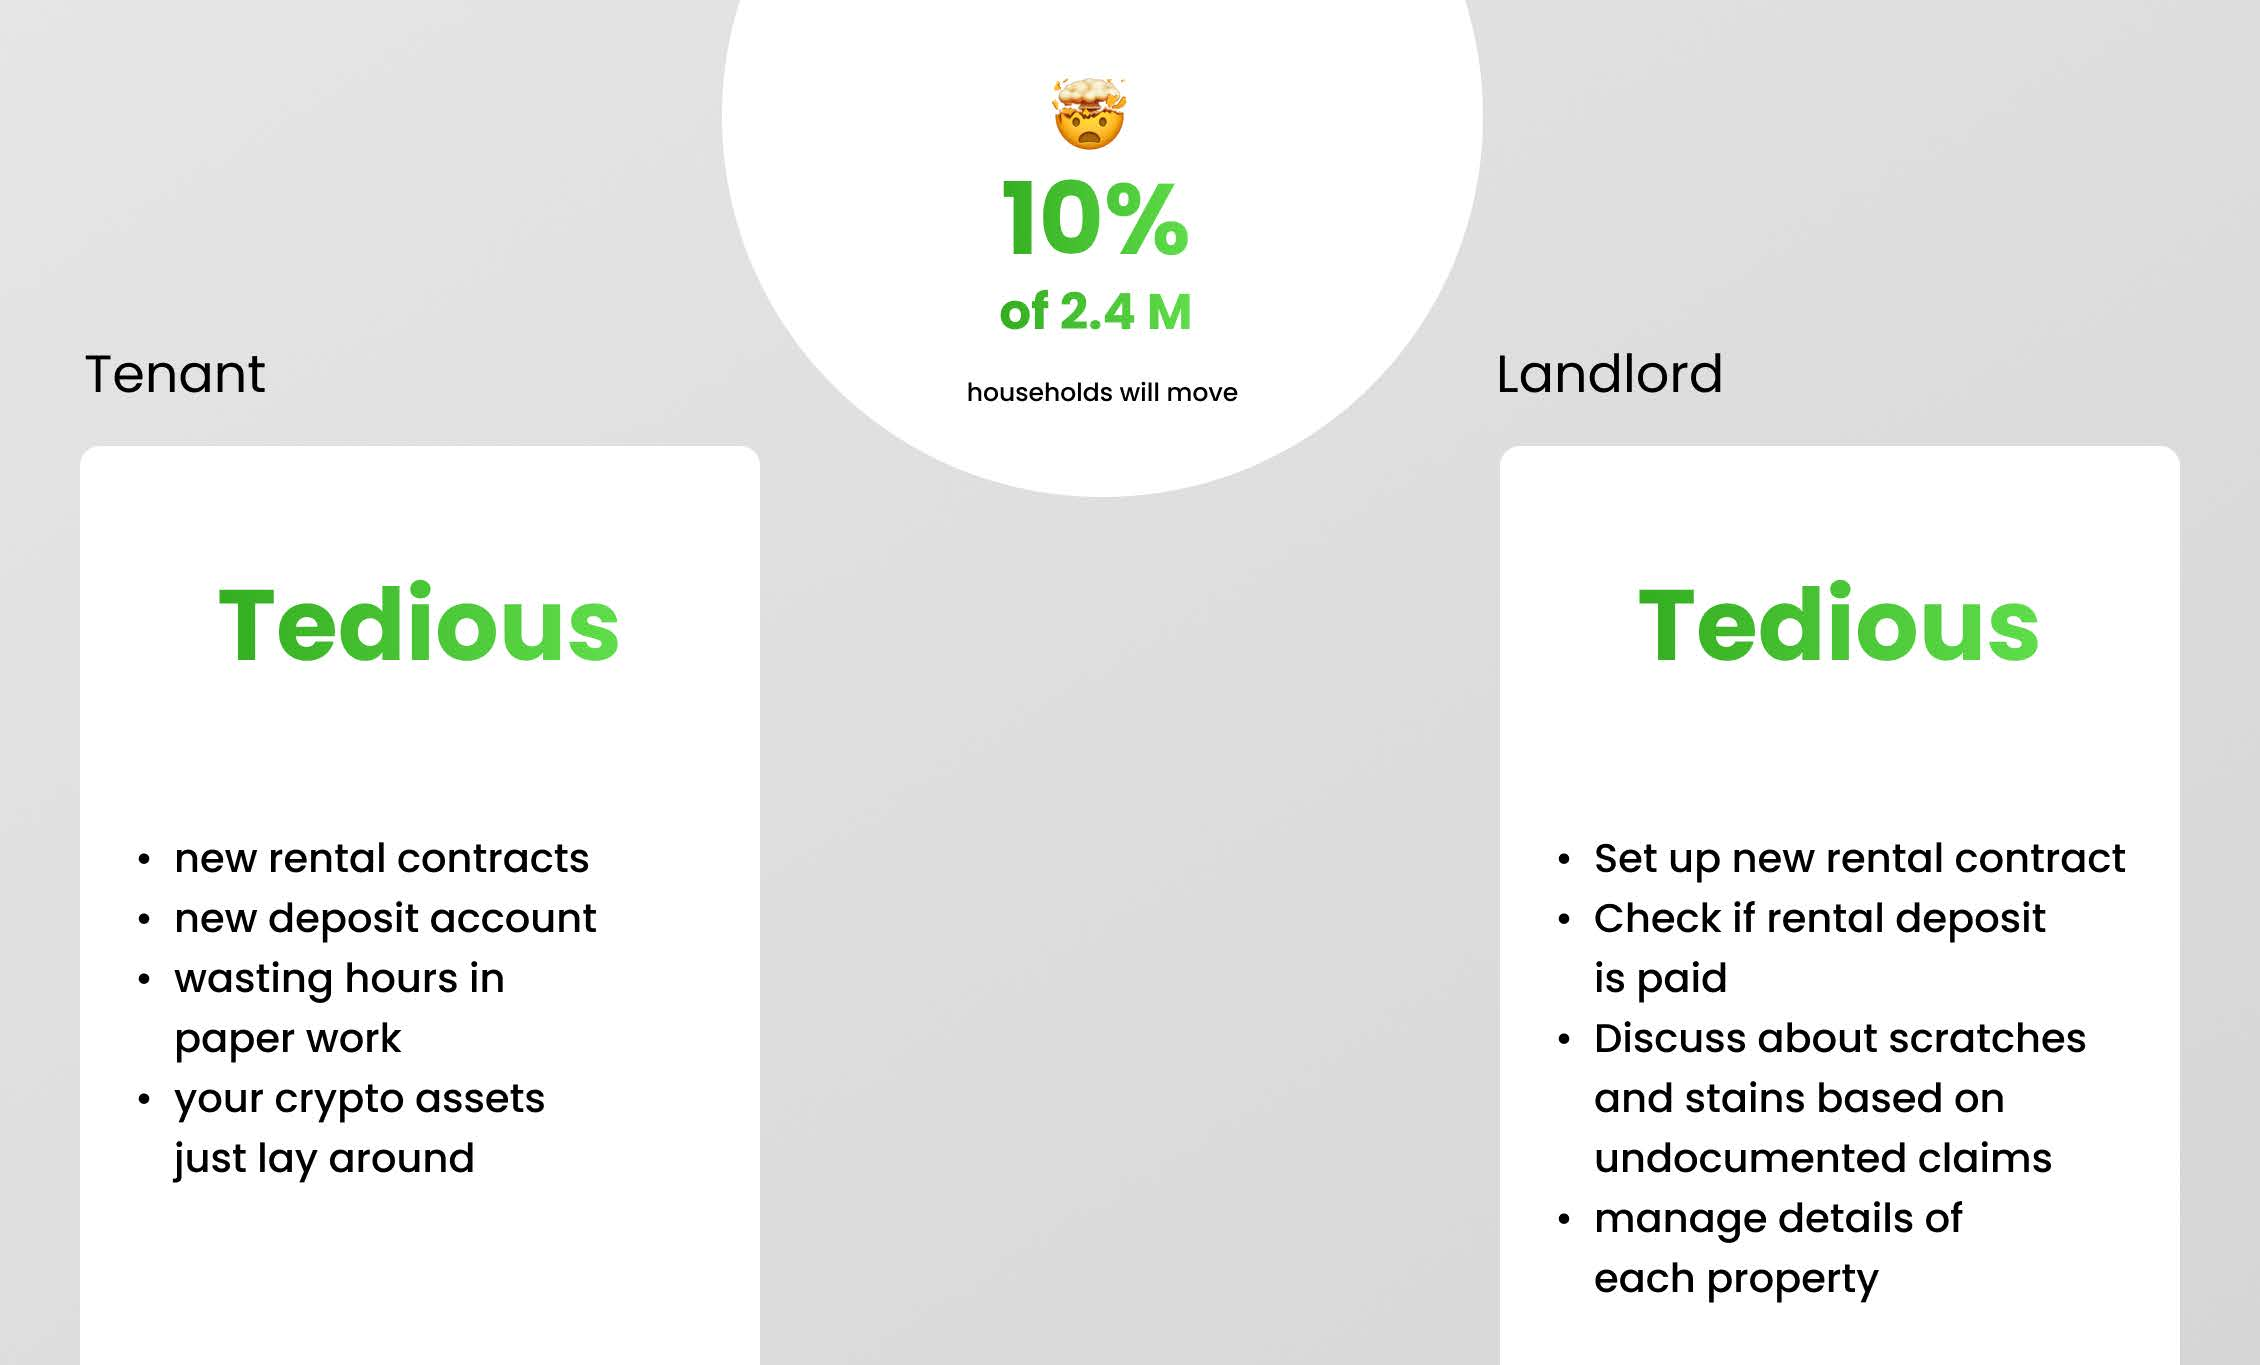 🤯
10%
of 2.4 M
households will move
Tenant
Tedious
• new rental contracts
• new deposit account
• wasting hours in
paper work
• your crypto assets
just lay around
Landlord
Tedious
• Set up new rental contract
• Check if rental deposit
is paid
• Discuss about scratches
and stains based on
undocumented claims
• manage details of
each property